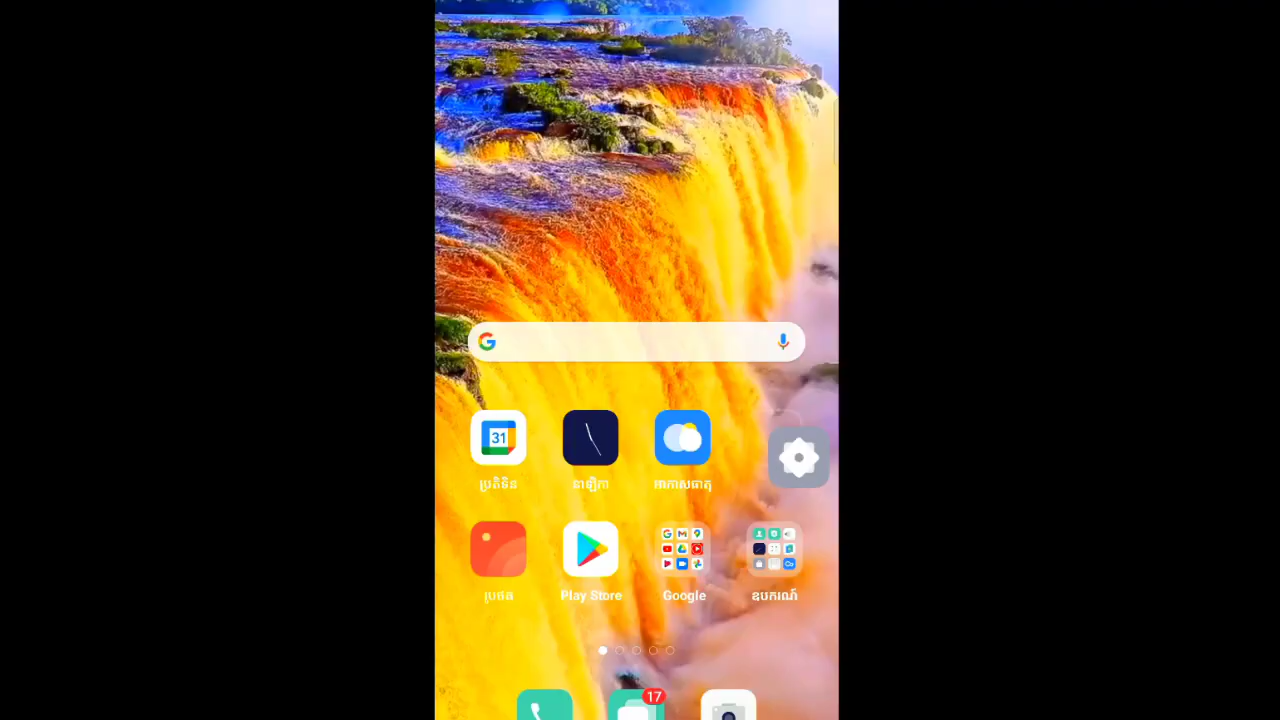 31
ប្រតិទិន
នាឡិកា
អាកាសធាតុ
រូបថត
Play Store
Google
ឧបករណ៍
17